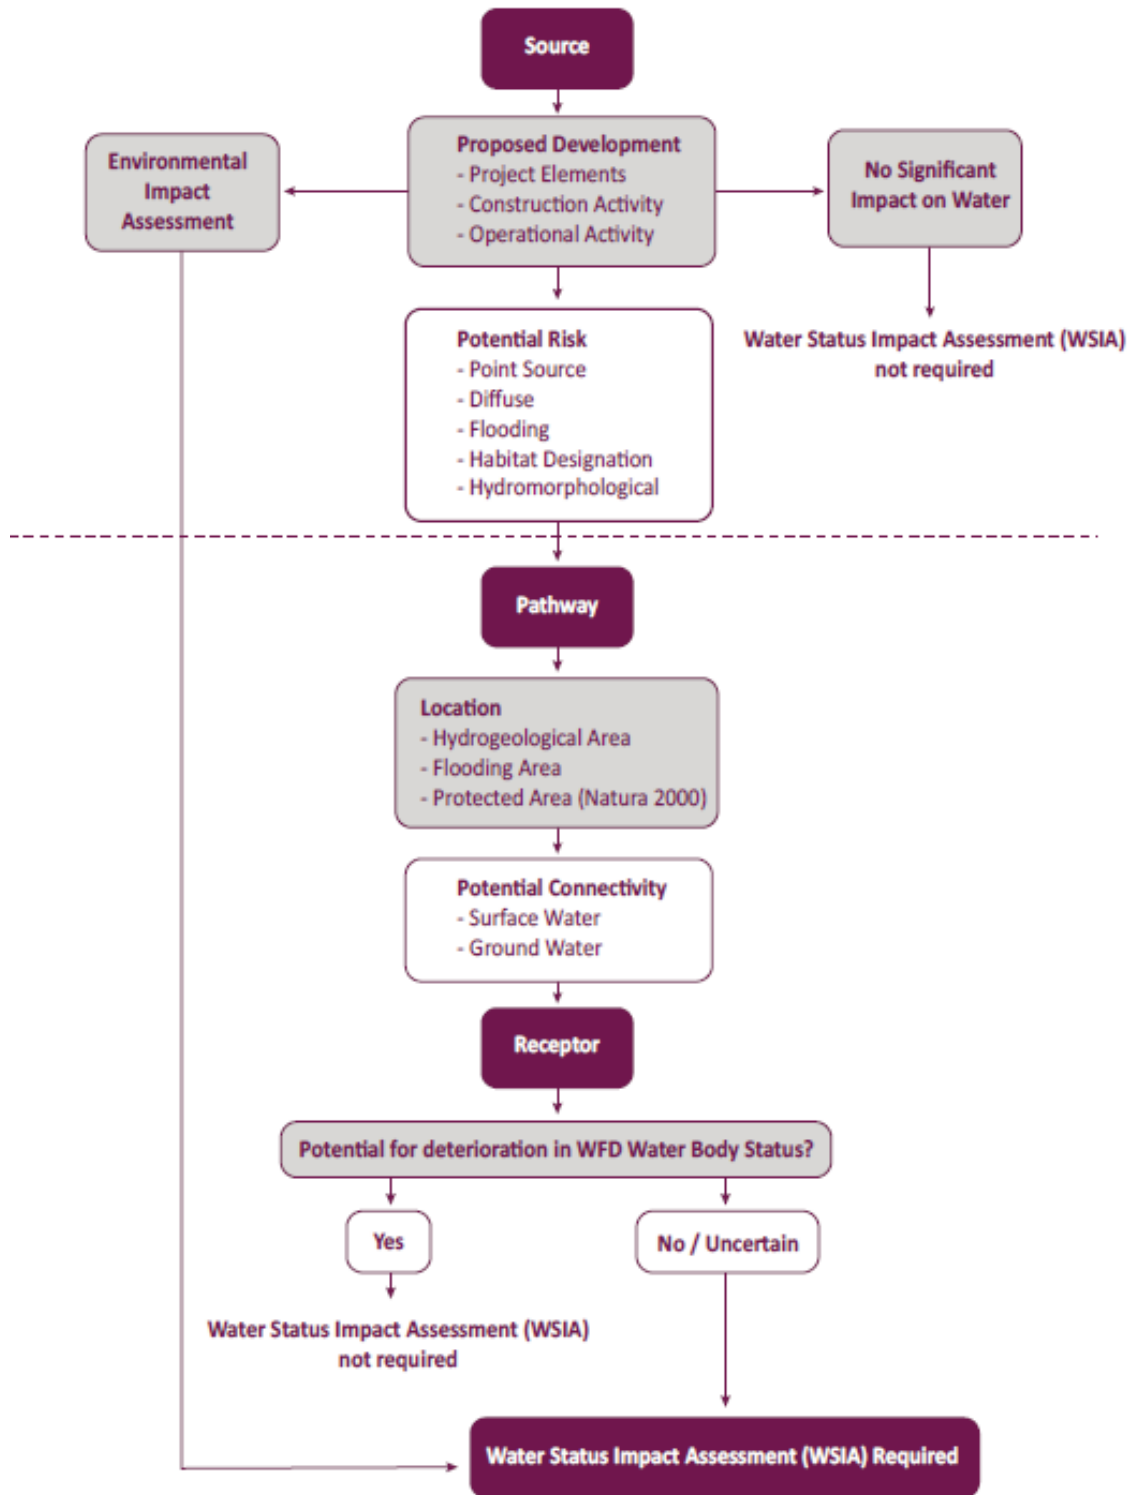 Source
Environmental
Impact
Assessment
Proposed Development
- Project Elements
- Construction Activity
- Operational Activity
No Significant
Impact on Water
Potential Risk
- Point Source
- Diffuse
- Flooding
- Habitat Designation
- Hydromorphological
Water Status Impact Assessment (WSIA)
not required
Pathway
Location
- Hydrogeological Area
- Flooding Area
- Protected Area (Natura 2000)
Potential Connectivity
- Surface Water
- Ground Water
Receptor
Potential for deterioration in WFD Water Body Status?
Yes
No / Uncertain
Water Status Impact Assessment (WSIA)
not required
Water Status Impact Assessment (WSIA) Required